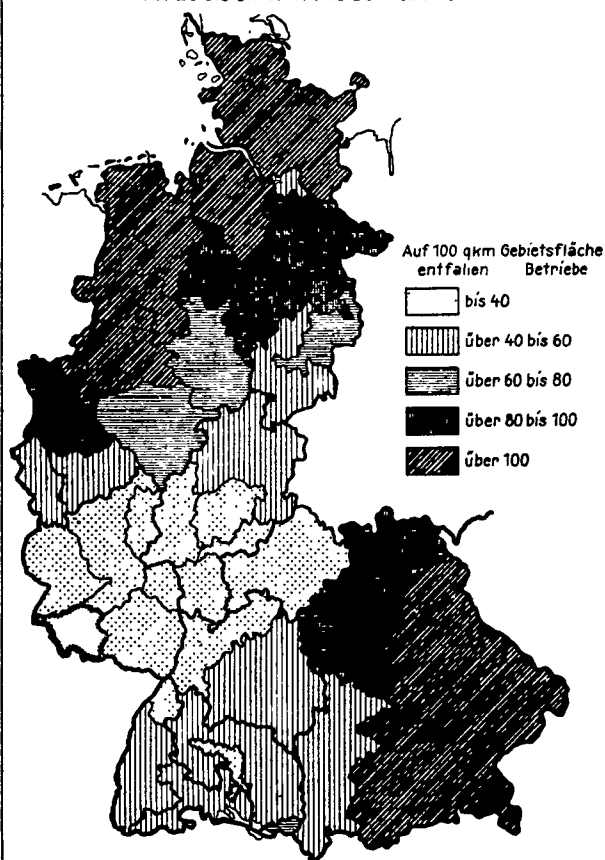 Auf 100 qkm Gebietsfläche
entfallen Betriebe
bis 40
über 40 bis 60
über 60 bis 80
über 80 bis 100
über 100